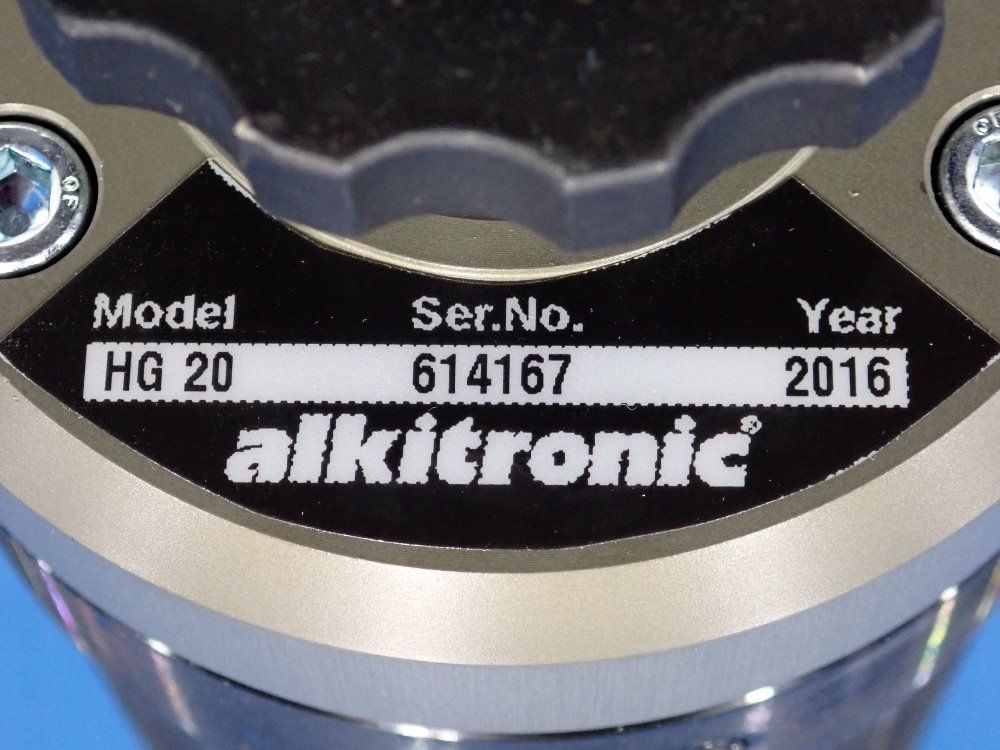 Model Ser.No. Year
HG 20 614167 2016
alkitronic®